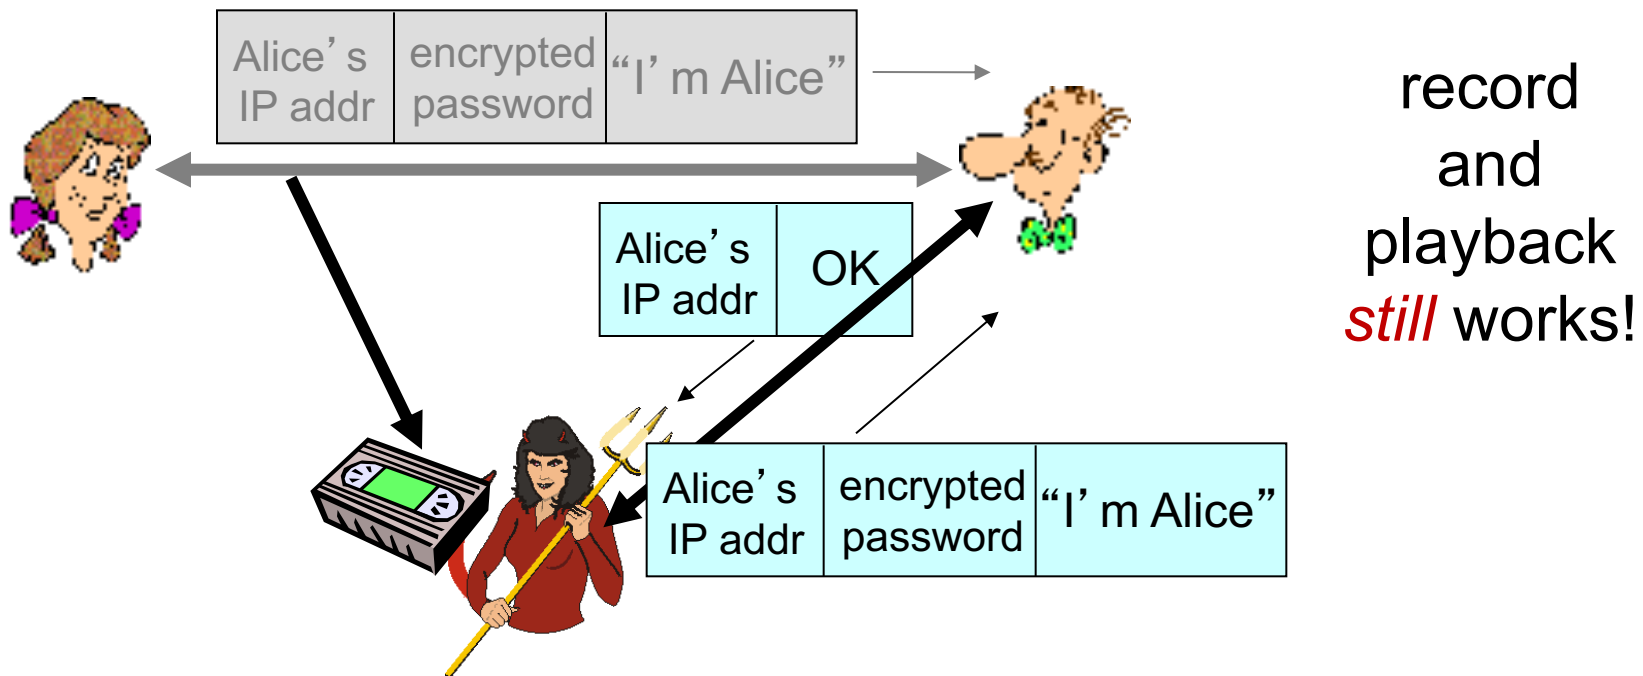 Alice’s
IP addr
encrypted
password
“I’m Alice”
record
and
playback
still works!
Alice’s
IP addr
OK
Alice’s
IP addr
encrypted
password
“I’m Alice”